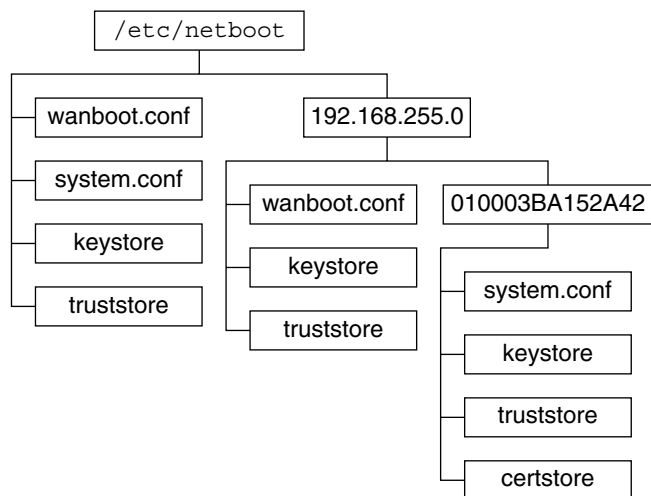 /etc/netboot
wanboot.conf
system.conf
keystore
truststore
192.168.255.0
wanboot.conf
keystore
truststore
010003BA152A42
system.conf
keystore
truststore
certstore